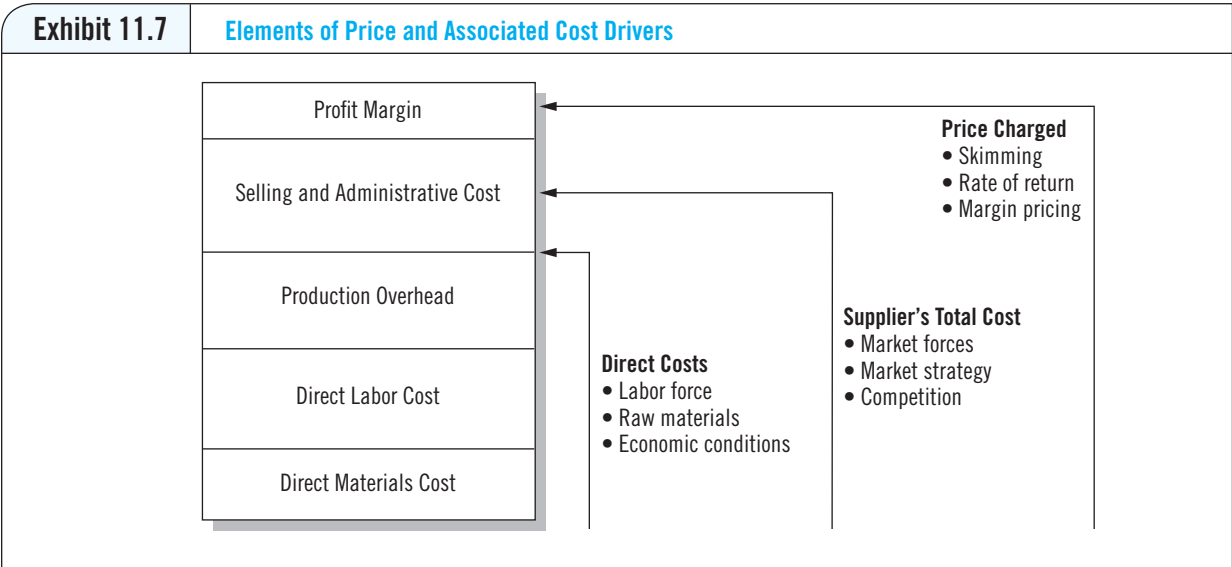 Exhibit 11.7
Elements of Price and Associated Cost Drivers
Profit Margin
Selling and Administrative Cost
Production Overhead
Direct Labor Cost
Direct Materials Cost
Direct Costs
• Labor force
• Raw materials
• Economic conditions
Supplier's Total Cost
• Market forces
• Market strategy
• Competition
Price Charged
• Skimming
• Rate of return
• Margin pricing